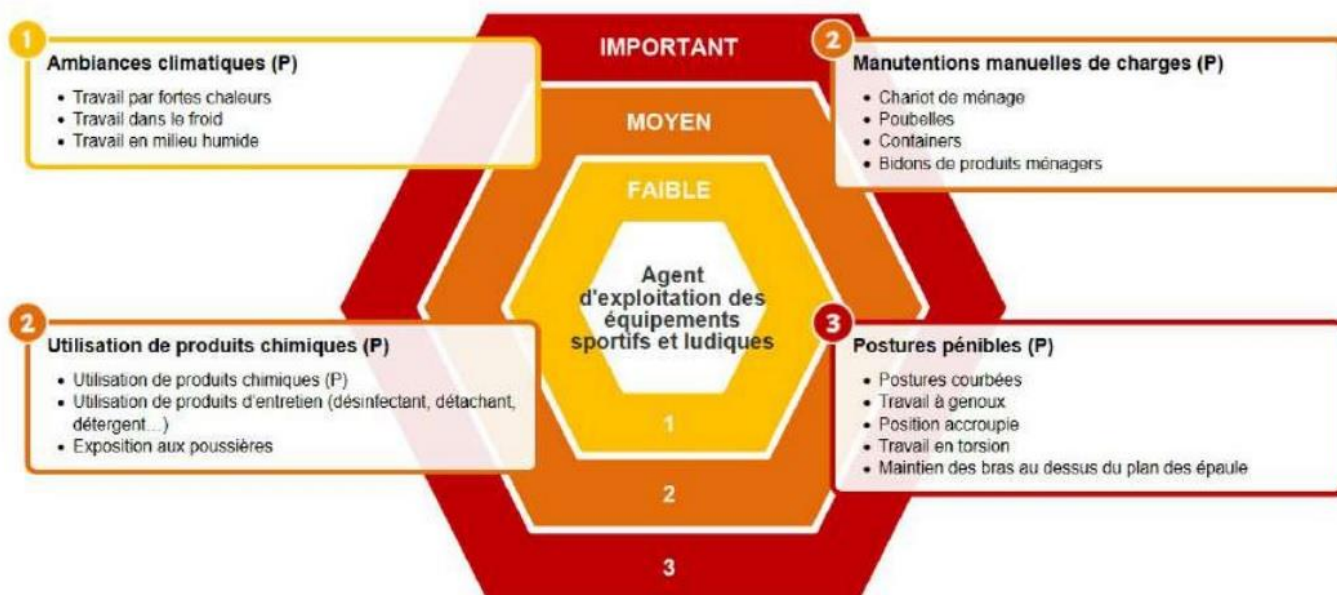 1
Ambiances climatiques (P)
• Travail par fortes chaleurs
• Travail dans le froid
• Travail en milieu humide
IMPORTANT
MOYEN
FAIBLE
2
Manutentions manuelles de charges (P)
• Chariot de ménage
• Poubelles
• Containers
• Bidons de produits ménagers
Agent
d'exploitation des
équipements
sportifs et ludiques
2
Utilisation de produits chimiques (P)
• Utilisation de produits chimiques (P)
• Utilisation de produits d'entretien (désinfectant, détachant,
détergent...)
• Exposition aux poussières
3
Postures pénibles (P)
• Postures courbées
• Travail à genoux
• Position accroupie
• Travail en torsion
• Maintien des bras au dessus du plan des épaule
1
2
3